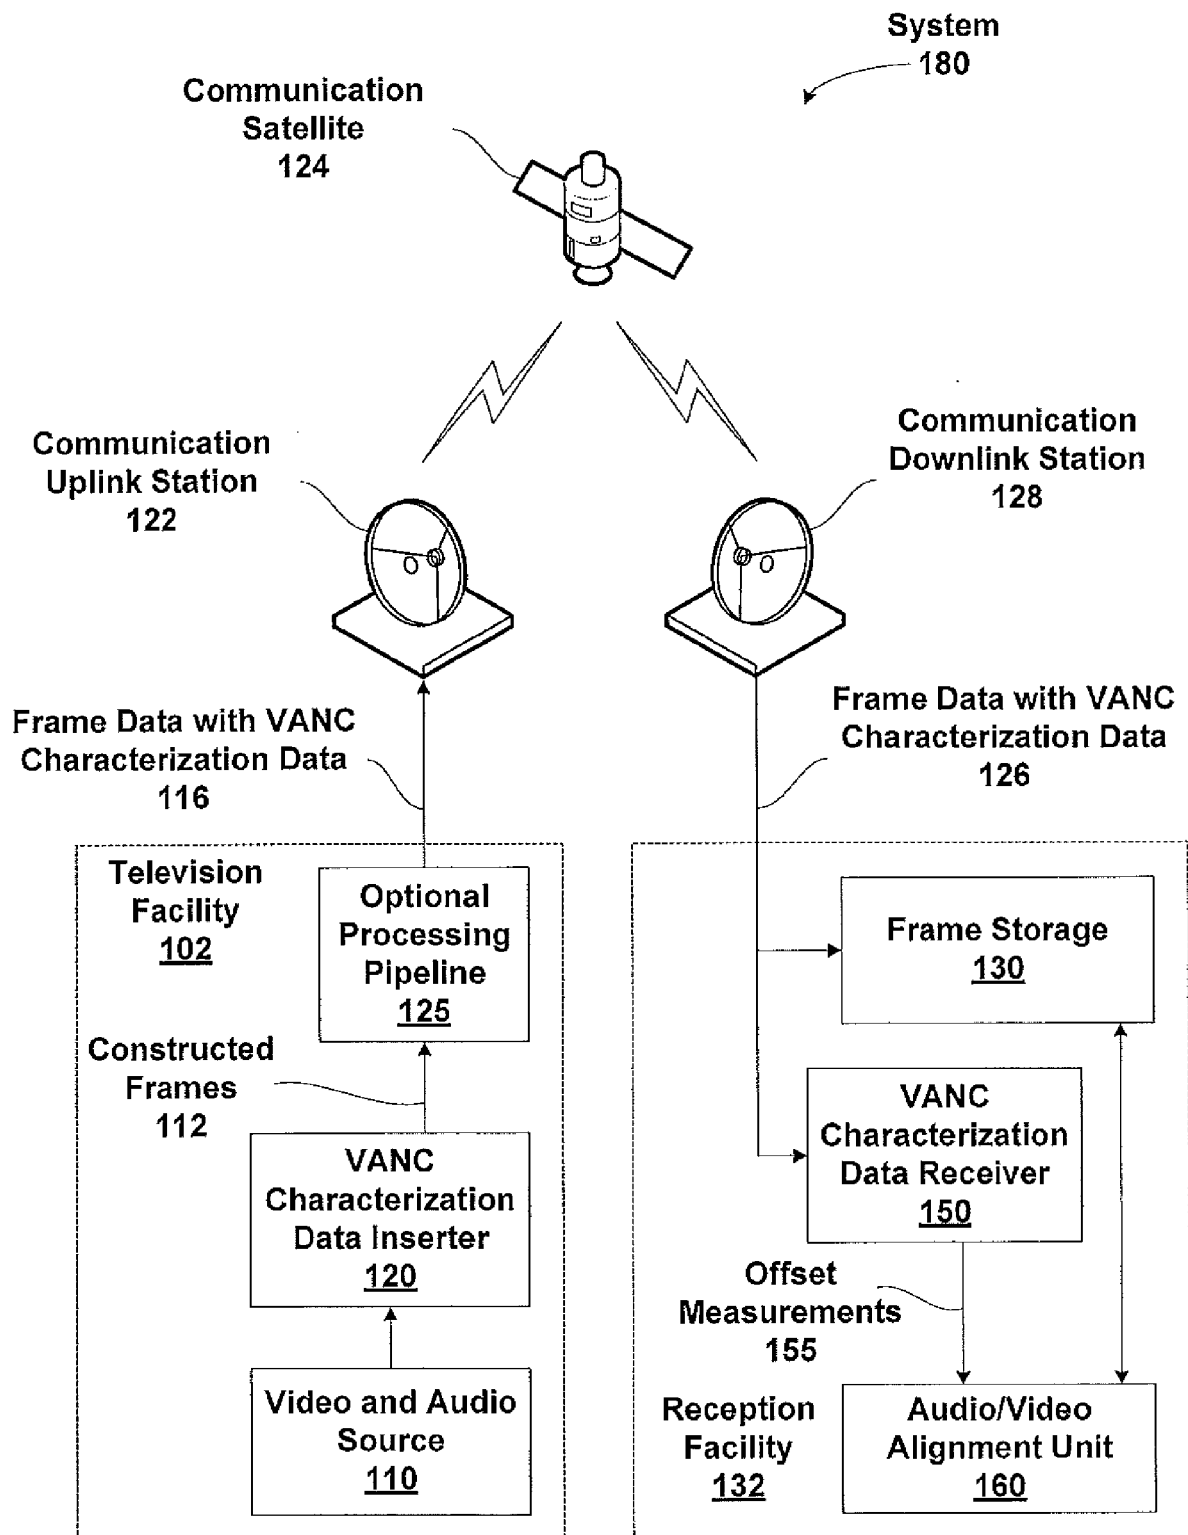 System
180
Communication
Satellite
124
Communication
Uplink Station
122
Communication
Downlink Station
128
Frame Data with VANC
Characterization Data
116
Frame Data with VANC
Characterization Data
126
Television
Facility
102
Optional
Processing
Pipeline
125
Frame Storage
130
Constructed
Frames
112
VANC
Characterization
Data Receiver
150
VANC
Characterization
Data Inserter
120
Offset
Measurements
155
Video and Audio
Source
110
Reception
Facility
132
Audio/Video
Alignment Unit
160